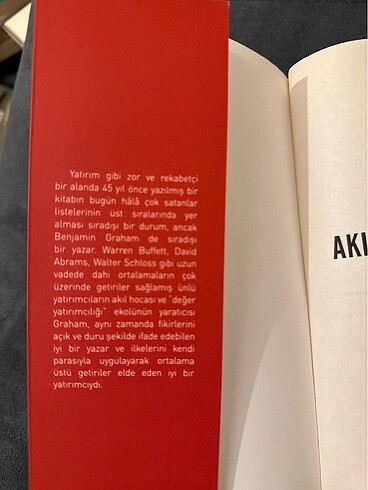 Yatırım gibi zor ve rekabetçi
bir alanda 45 yıl önce yazılmış bir
kitabın bugün hâlâ çok satanlar
listelerinin üst sıralarında yer
alması sıradışı bir durum, ancak
Benjamin Graham de sıradışı
bir yazar. Warren Buffett, David
Abrams, Walter Schloss gibi uzun
vadede dahi ortalamaların çok
üzerinde getiriler sağlamış ünlü
yatırımcıların akıl hocası ve "değer
yatırımcılığı" ekolünün yaratıcısı
Graham, aynı zamanda fikirlerini
açık ve duru şekilde ifade edebilen
iyi bir yazar ve ilkelerini kendi
parasıyla uygulayarak ortalama
üstü getiriler elde eden iyi bir
yatırımcıydı.
AKI